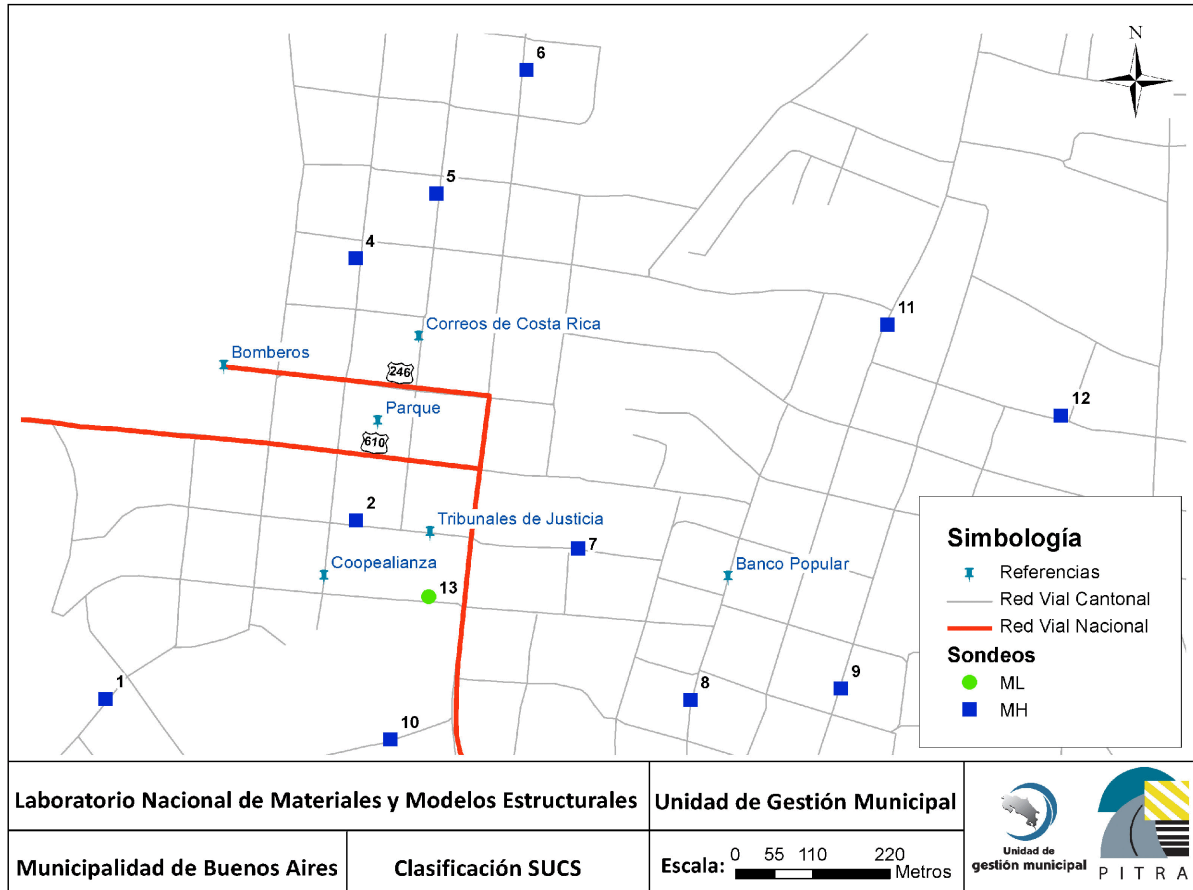 N
6
5
4
Correos de Costa Rica
11
Bomberos
246
12
Parque
610
2
Tribunales de Justicia
7
Coopealianza
Banco Popular
13
1
10
8
9
Simbología
Referencias
Red Vial Cantonal
Red Vial Nacional
Sondeos
ML
MH
Laboratorio Nacional de Materiales y Modelos Estructurales
Unidad de Gestión Municipal
Municipalidad de Buenos Aires
Clasificación SUCS
Escala: 0 55 110 220 Metros
Unidad de
gestión municipal
PITRA